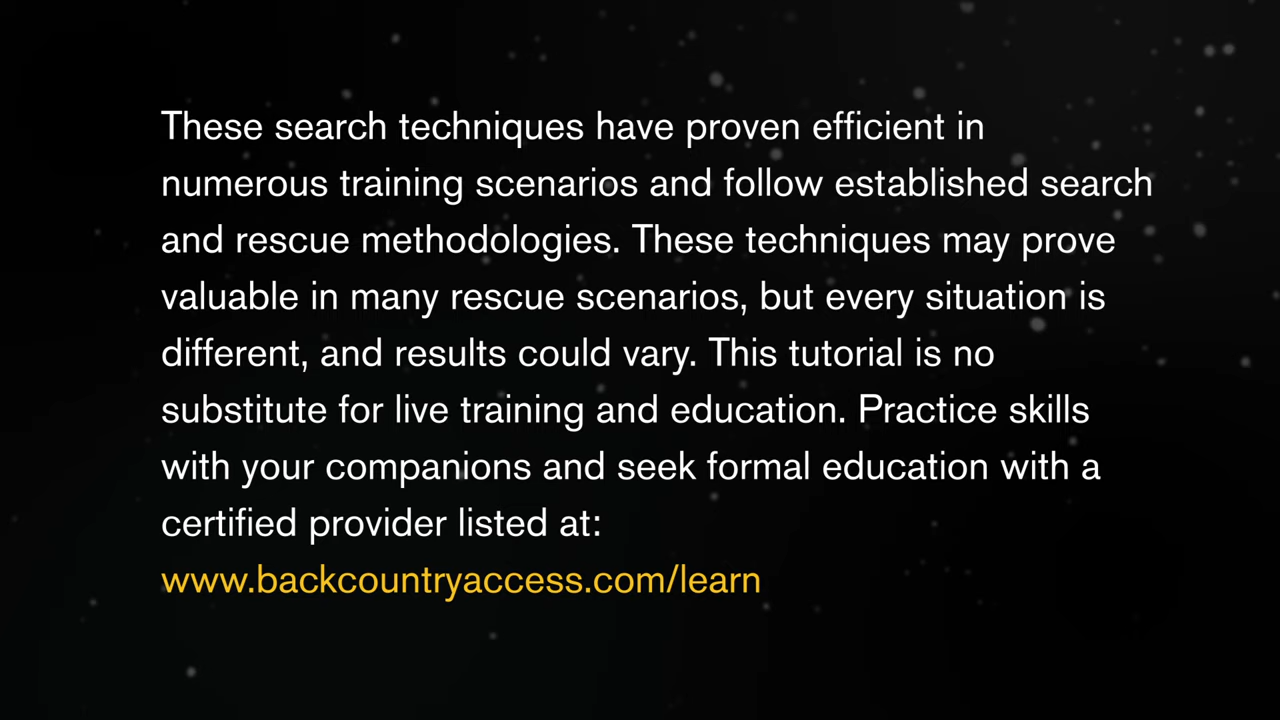 These search techniques have proven efficient in
numerous training scenarios and follow established search
and rescue methodologies. These techniques may prove
valuable in many rescue scenarios, but every situation is
different, and results could vary. This tutorial is no
substitute for live training and education. Practice skills
with your companions and seek formal education with a
certified provider listed at:
www.backcountryaccess.com/learn